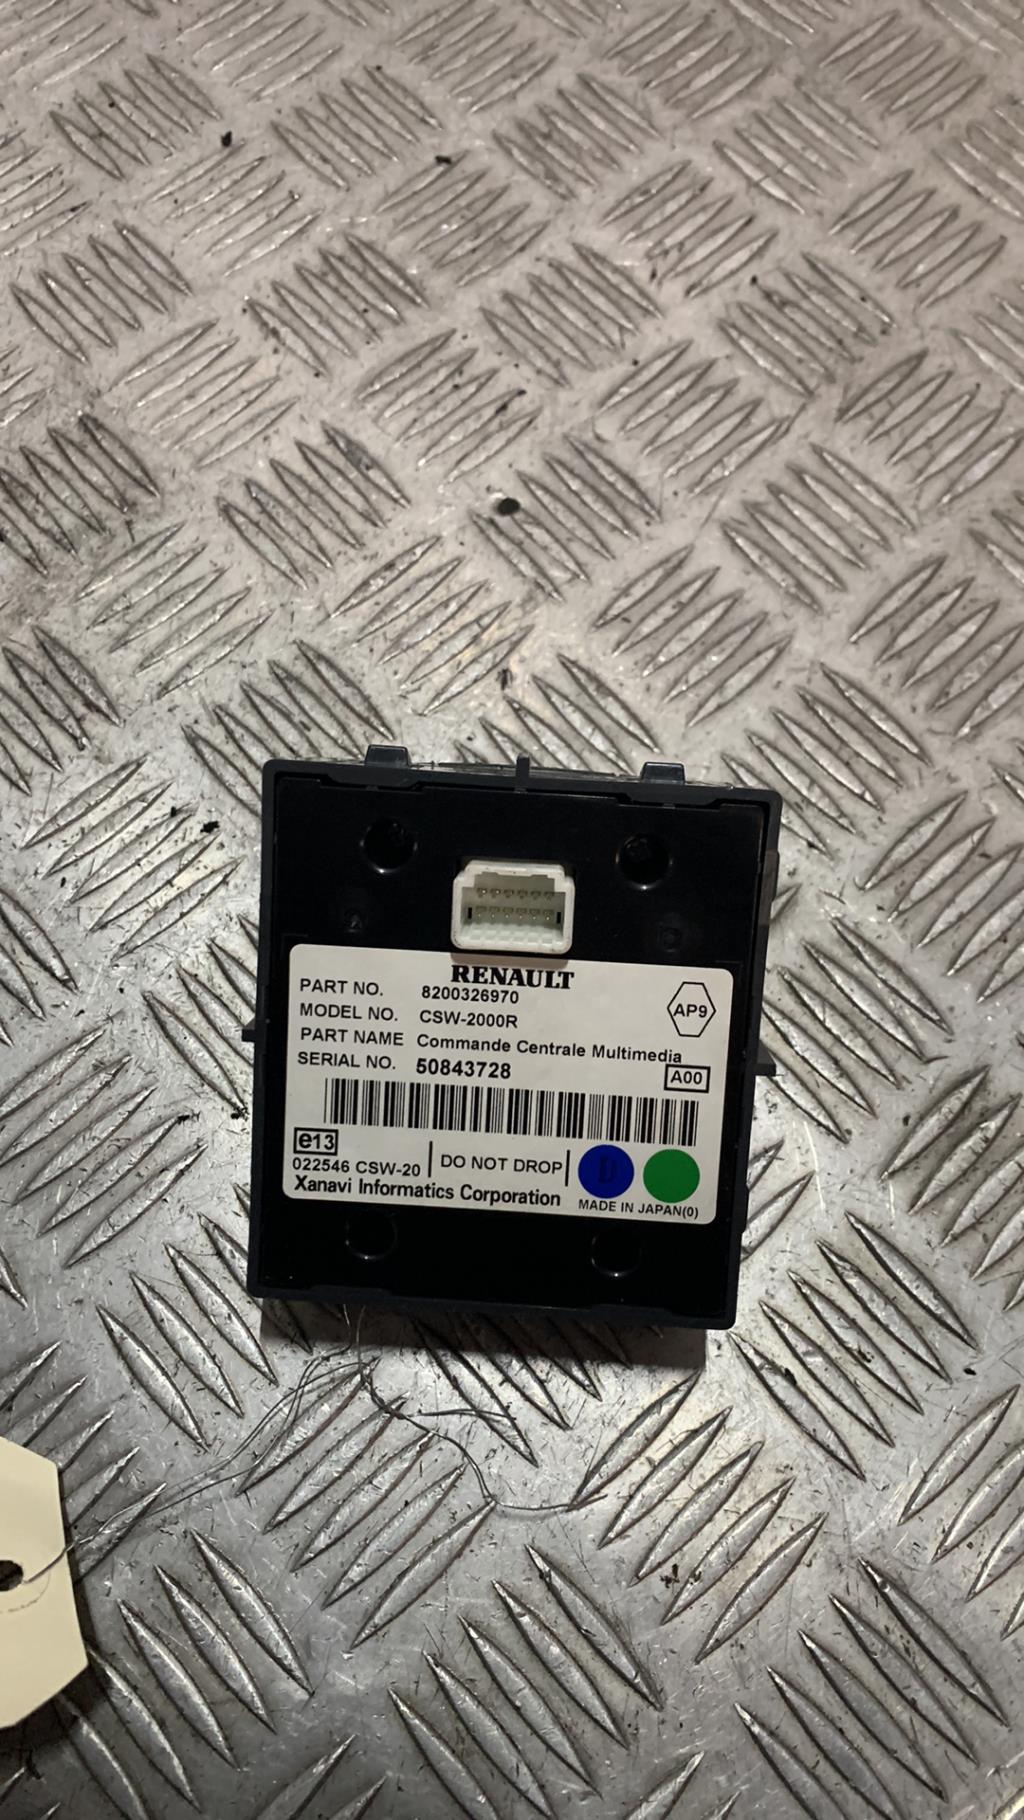 RENAULT
PART NO. 8200326970
AP9
MODEL NO. CSW-2000R
PART NAME Commande Centrale Multimedia
SERIAL NO. 50843728
A00
e13
022546 CSW-20 DO NOT DROP D
Xanavi Informatics Corporation MADE IN JAPAN(0)